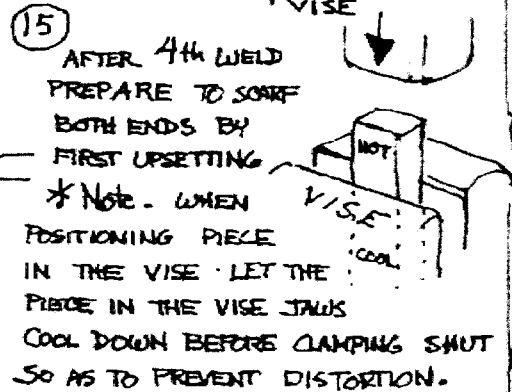 VISE
15
AFTER 4th WELD
PREPARE TO SCARF
BOTH ENDS BY
FIRST UPSETTING
* Note. WHEN
POSITIONING PIECE
IN THE VISE . LET THE
PIECE IN THE VISE JAWS
COOL DOWN BEFORE CLAMPING SHUT
SO AS TO PREVENT DISTORTION.
HOT
VISE
COOL